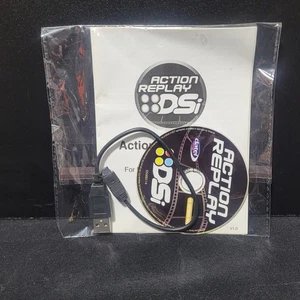 ACTION
REPLAY
DSi
Action
For
ACTION
REPLAY
DSi